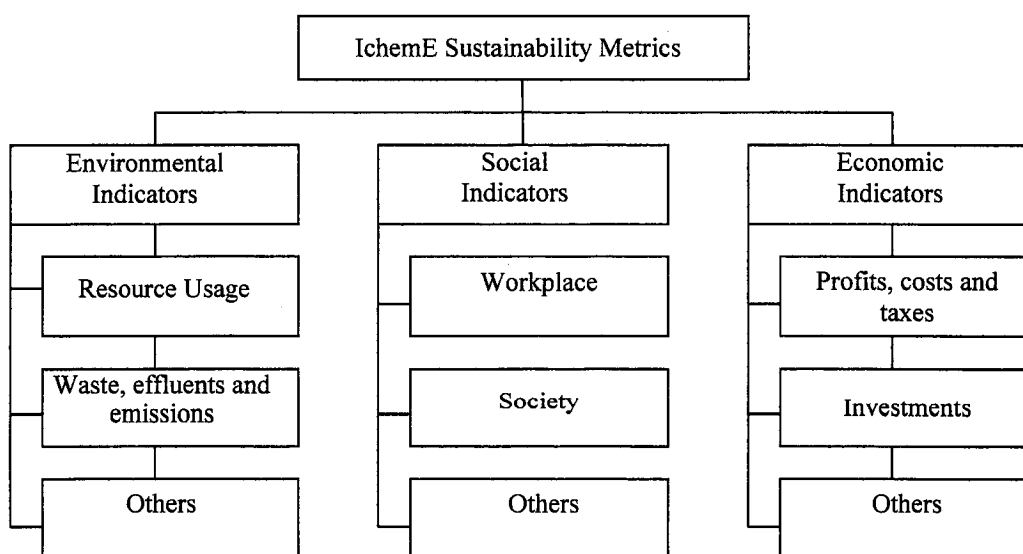 IchemE Sustainability Metrics
Environmental
Indicators
Resource Usage
Waste, effluents and
emissions
Others
Social
Indicators
Workplace
Society
Others
Economic
Indicators
Profits, costs and
taxes
Investments
Others